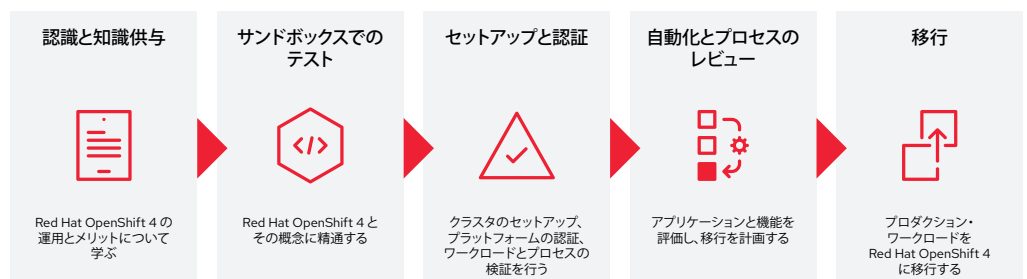 認識と知識供与
Red Hat OpenShift 4 の
運用とメリットについて
学ぶ
サンドボックスでの
テスト
</>
Red Hat OpenShift 4 と
その概念に精通する
セットアップと認証
クラスタのセットアップ、
プラットフォームの認証、
ワークロードとプロセスの
検証を行う
自動化とプロセスの
レビュー
アプリケーションと機能を
評価し、移行を計画する
移行
プロダクション・
ワークロードを
Red Hat OpenShift 4
に移行する